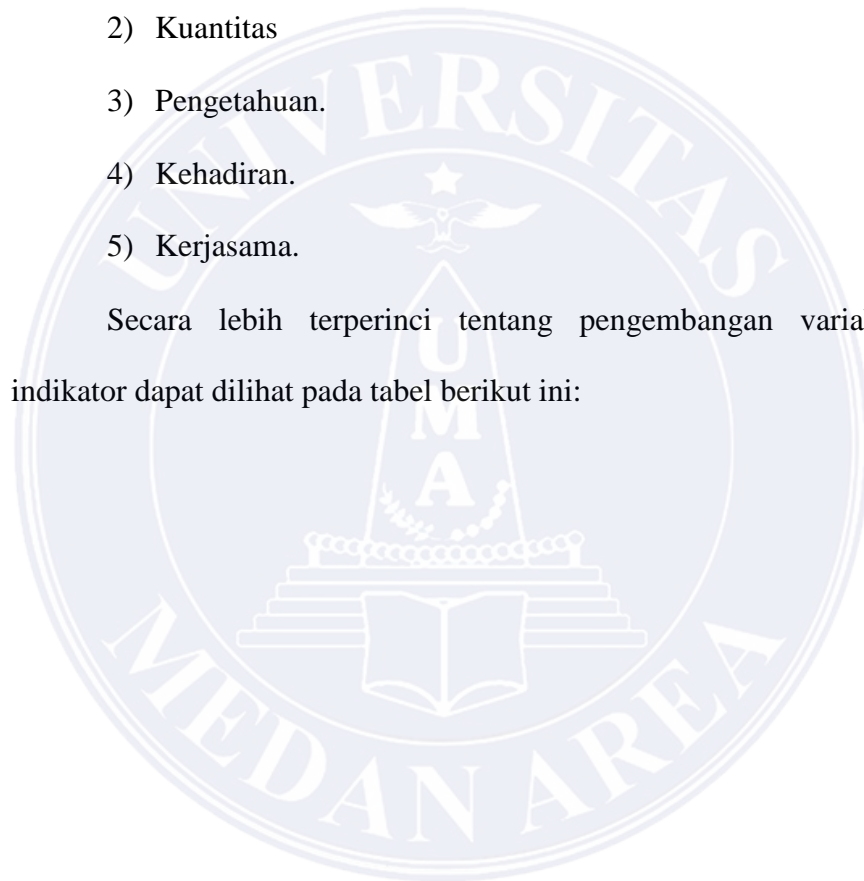 2) Kuantitas
3) Pengetahuan.
4) Kehadiran.
5) Kerjasama.
Secara lebih terperinci tentang pengembangan varia
indikator dapat dilihat pada tabel berikut ini:
UNIVERSITAS
UMA
MEDAN AREA